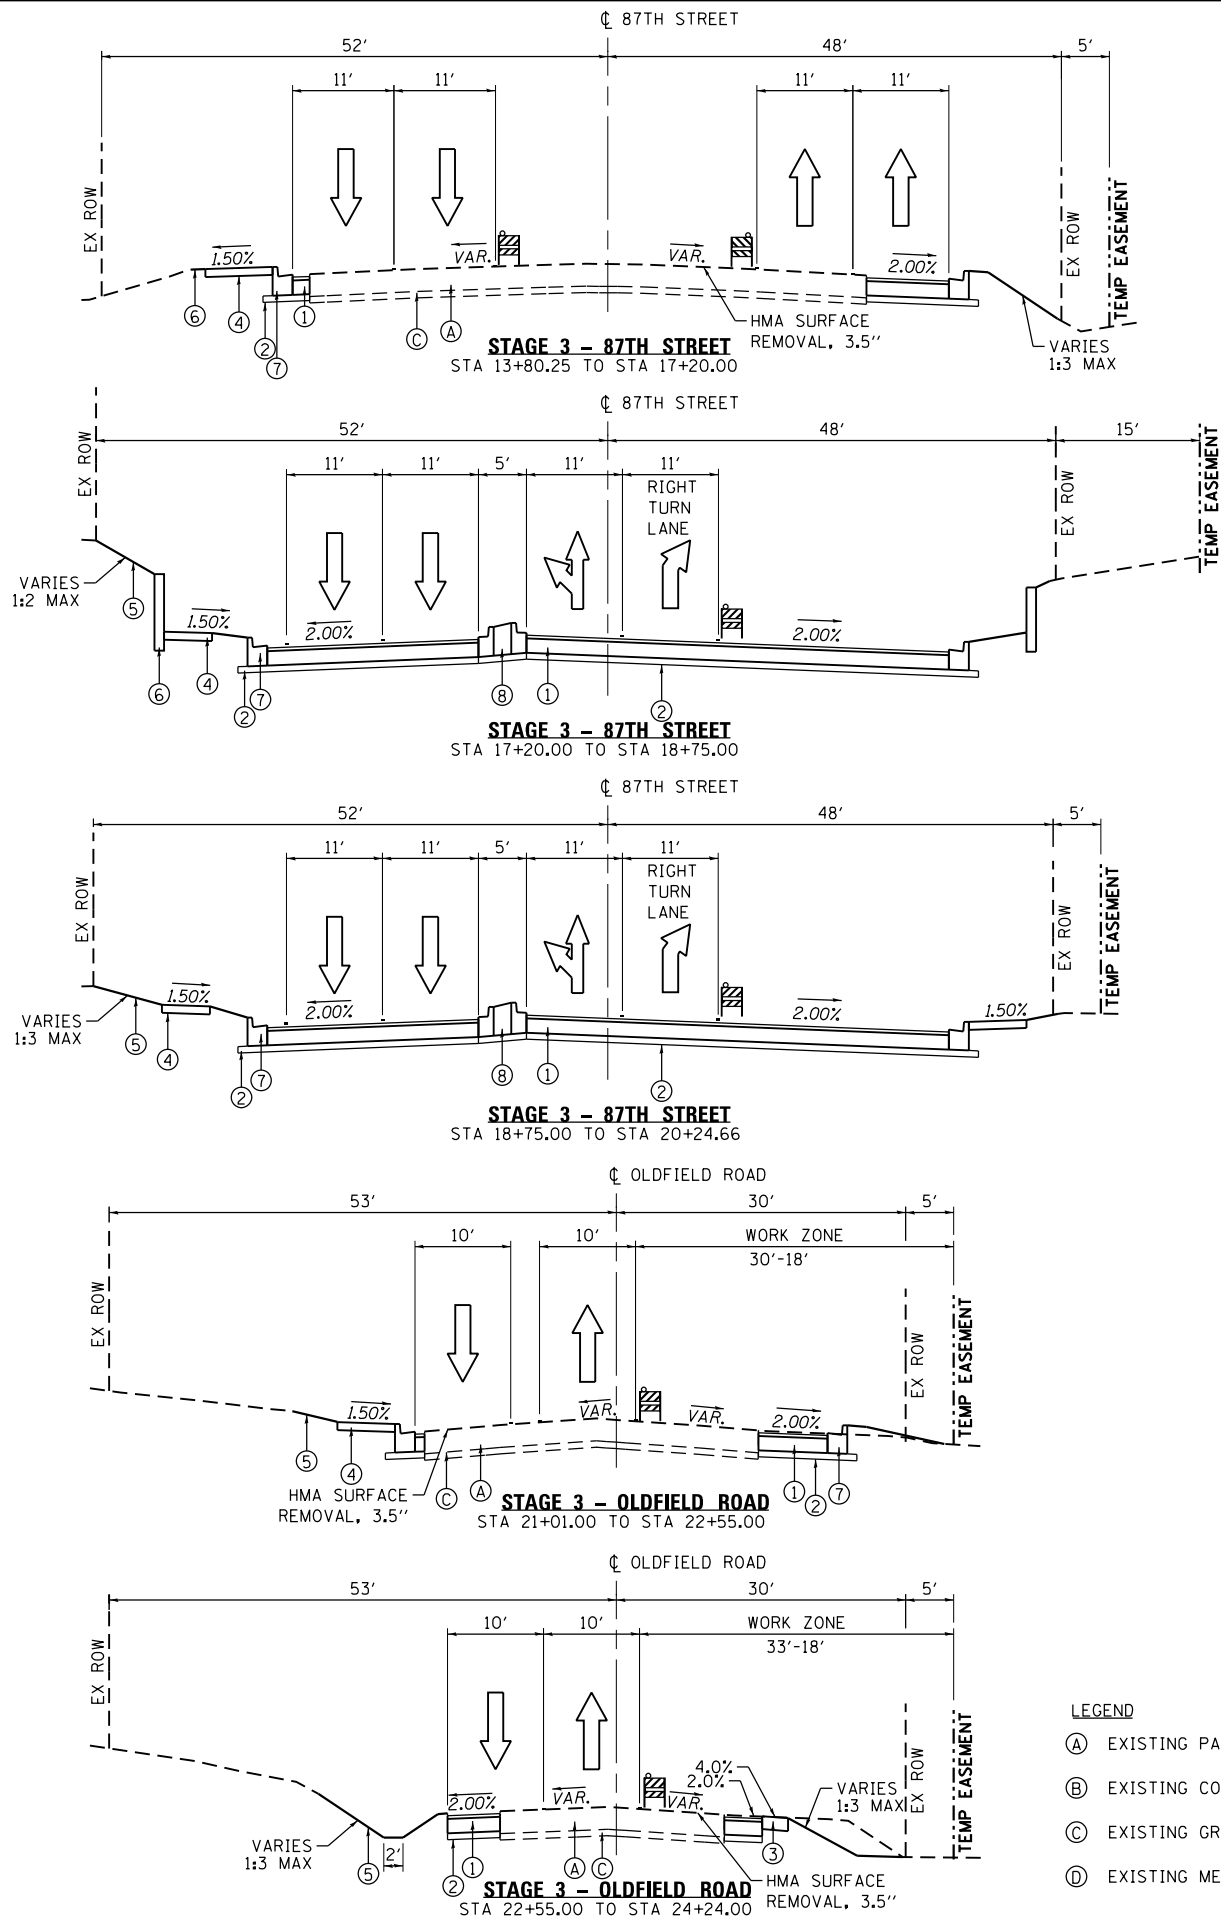 ℄ 87TH STREET
52' 48' 5'
11' 11' 11' 11'
EX ROW
EX ROW
TEMP EASEMENT
1.50% VAR. VAR. 2.00%
6 4 2 7 1 C A
HMA SURFACE
REMOVAL, 3.5"
VARIES
1:3 MAX
STAGE 3 - 87TH STREET
STA 13+80.25 TO STA 17+20.00
℄ 87TH STREET
52' 48' 15'
11' 11' 5' 11' 11'
RIGHT
TURN
LANE
EX ROW
EX ROW
TEMP EASEMENT
VARIES
1:2 MAX
5
1.50% 2.00% 2.00%
6 4 2 7 8 1 2
STAGE 3 - 87TH STREET
STA 17+20.00 TO STA 18+75.00
℄ 87TH STREET
52' 48' 5'
11' 11' 5' 11' 11'
RIGHT
TURN
LANE
EX ROW
EX ROW
TEMP EASEMENT
1.50% 2.00% 2.00% 1.50%
VARIES
1:3 MAX
5 4 2 7 8 1 2
STAGE 3 - 87TH STREET
STA 18+75.00 TO STA 20+24.66
℄ OLDFIELD ROAD
53' 30' 5'
10' 10' WORK ZONE
30'-18'
EX ROW
EX ROW
TEMP EASEMENT
1.50% VAR. VAR. 2.00%
5 4 C A 1 2 7
HMA SURFACE
REMOVAL, 3.5"
STAGE 3 - OLDFIELD ROAD
STA 21+01.00 TO STA 22+55.00
℄ OLDFIELD ROAD
53' 30' 5'
10' 10' WORK ZONE
33'-18'
EX ROW
EX ROW
TEMP EASEMENT
4.0%
2.0%
2.00% VAR. VAR.
VARIES
1:3 MAX
VARIES
1:3 MAX
5 2' 2 1 A C 3
HMA SURFACE
REMOVAL, 3.5"
STAGE 3 - OLDFIELD ROAD
STA 22+55.00 TO STA 24+24.00
LEGEND
A EXISTING PA
B EXISTING CO
C EXISTING GR
D EXISTING ME